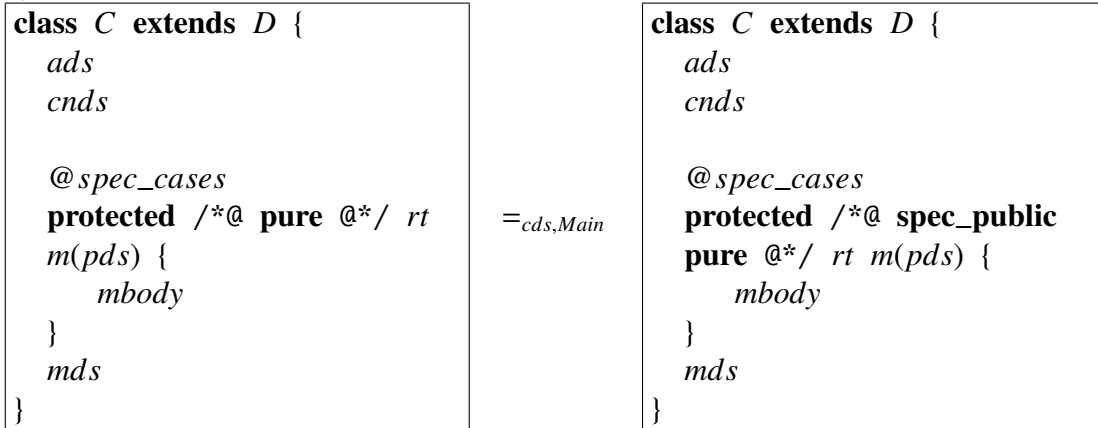 class C extends D {
ads
cnds
@ spec_cases
protected /*@ pure @*/ rt
m(pds) {
mbody
}
mds
}
=cds,Main
class C extends D {
ads
cnds
@ spec_cases
protected /*@ spec_public
pure @*/ rt m(pds) {
mbody
}
mds
}